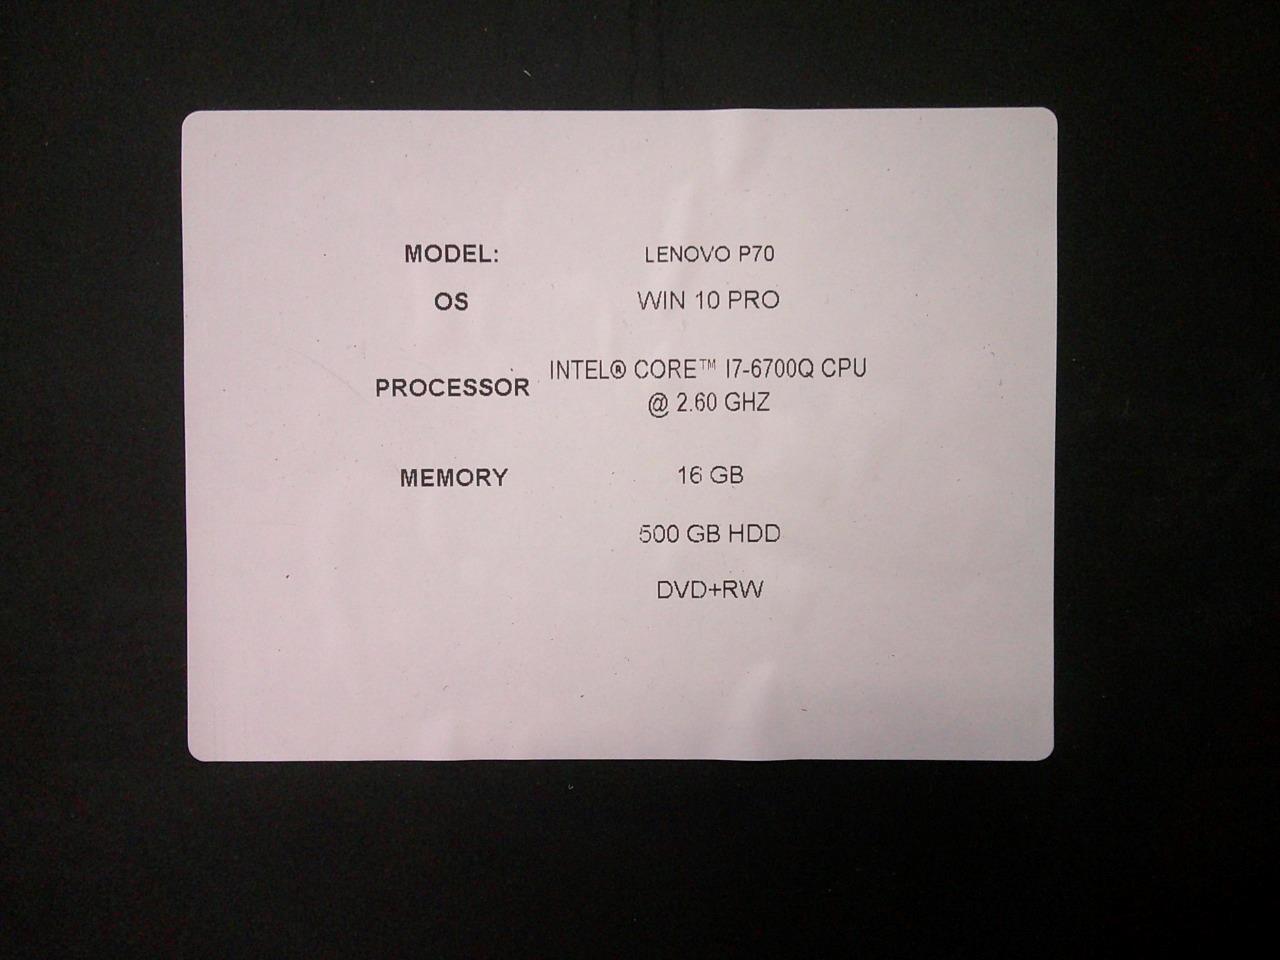 MODEL: LENOVO P70
OS WIN 10 PRO
PROCESSOR INTEL® CORE™ I7-6700Q CPU
@ 2.60 GHZ
MEMORY 16 GB
500 GB HDD
DVD+RW